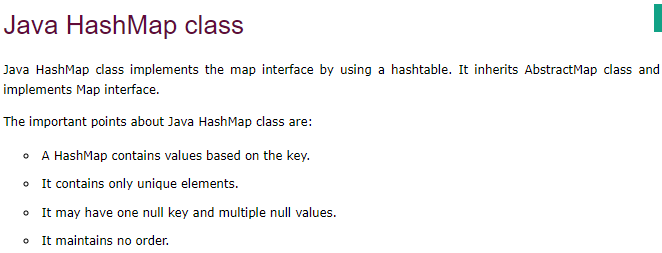 Java HashMap class
Java HashMap class implements the map interface by using a hashtable. It inherits AbstractMap class and
implements Map interface.
The important points about Java HashMap class are:
A HashMap contains values based on the key.
It contains only unique elements.
It may have one null key and multiple null values.
It maintains no order.